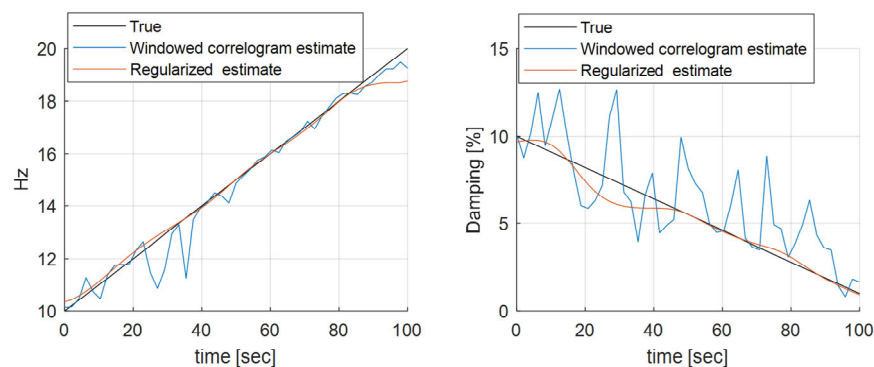 True
Windowed correlogram estimate
Regularized estimate
20
18
16
14
12
10
Hz
0
20
40
60
80
100
time [sec]
True
Windowed correlogram estimate
Regularized estimate
15
10
5
0
Damping [%]
0
20
40
60
80
100
time [sec]